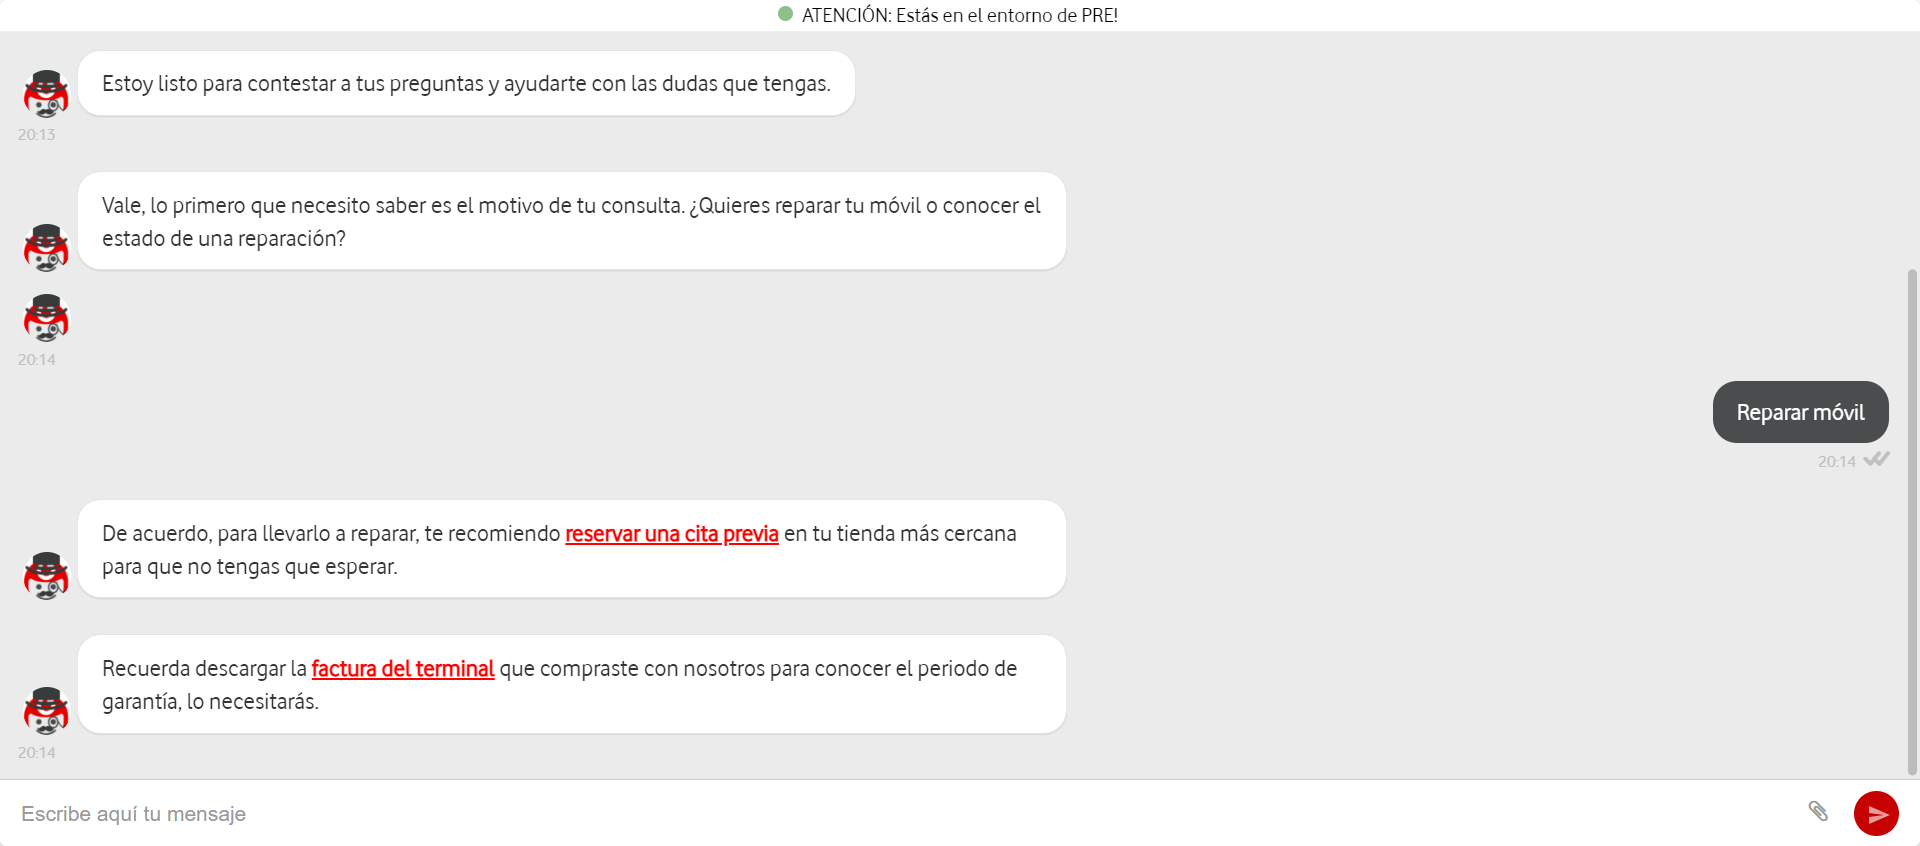 ATENCIÓN: Estás en el entorno de PRE!
Estoy listo para contestar a tus preguntas y ayudarte con las dudas que tengas.
20:13
Vale, lo primero que necesito saber es el motivo de tu consulta. ¿Quieres reparar tu móvil o conocer el
estado de una reparación?
20:14
Reparar móvil
20:14
De acuerdo, para llevarlo a reparar, te recomiendo reservar una cita previa en tu tienda más cercana
para que no tengas que esperar.
Recuerda descargar la factura del terminal que compraste con nosotros para conocer el periodo de
garantía, lo necesitarás.
20:14
Escribe aquí tu mensaje